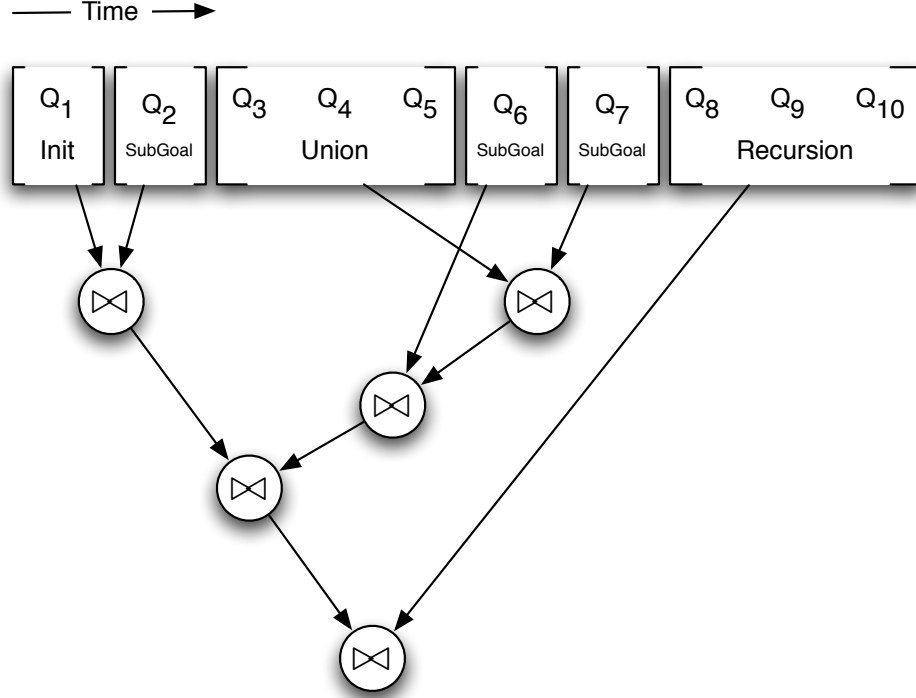 Time
Q1 Q2 Q3 Q4 Q5 Q6 Q7 Q8 Q9 Q10
Init SubGoal Union SubGoal SubGoal Recursion
⋈ ⋈
⋈
⋈
⋈